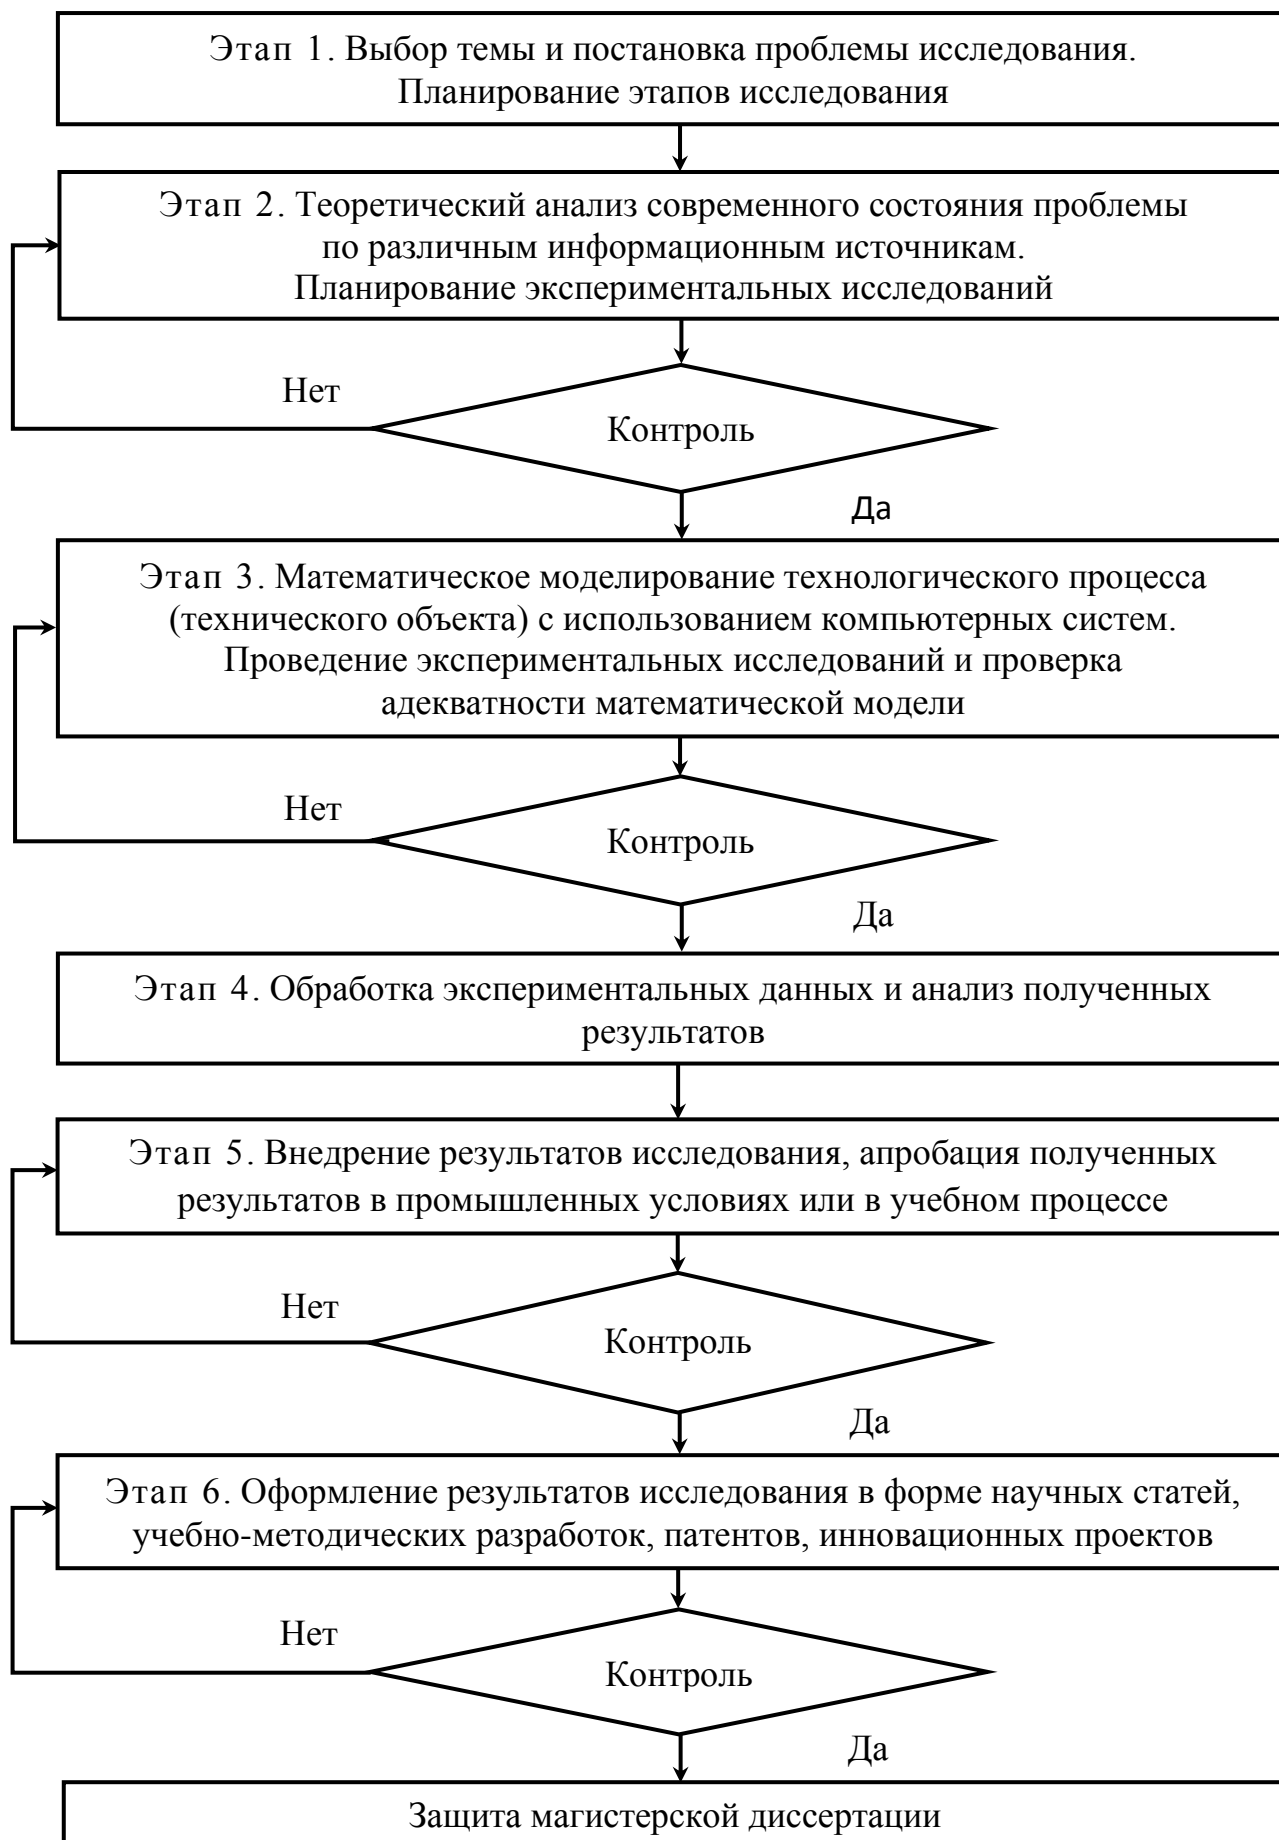 Этап 1. Выбор темы и постановка проблемы исследования.
Планирование этапов исследования
Этап 2. Теоретический анализ современного состояния проблемы
по различным информационным источникам.
Планирование экспериментальных исследований
Нет
Контроль
Да
Этап 3. Математическое моделирование технологического процесса
(технического объекта) с использованием компьютерных систем.
Проведение экспериментальных исследований и проверка
адекватности математической модели
Нет
Контроль
Да
Этап 4. Обработка экспериментальных данных и анализ полученных
результатов
Этап 5. Внедрение результатов исследования, апробация полученных
результатов в промышленных условиях или в учебном процессе
Нет
Контроль
Да
Этап 6. Оформление результатов исследования в форме научных статей,
учебно-методических разработок, патентов, инновационных проектов
Нет
Контроль
Да
Защита магистерской диссертации